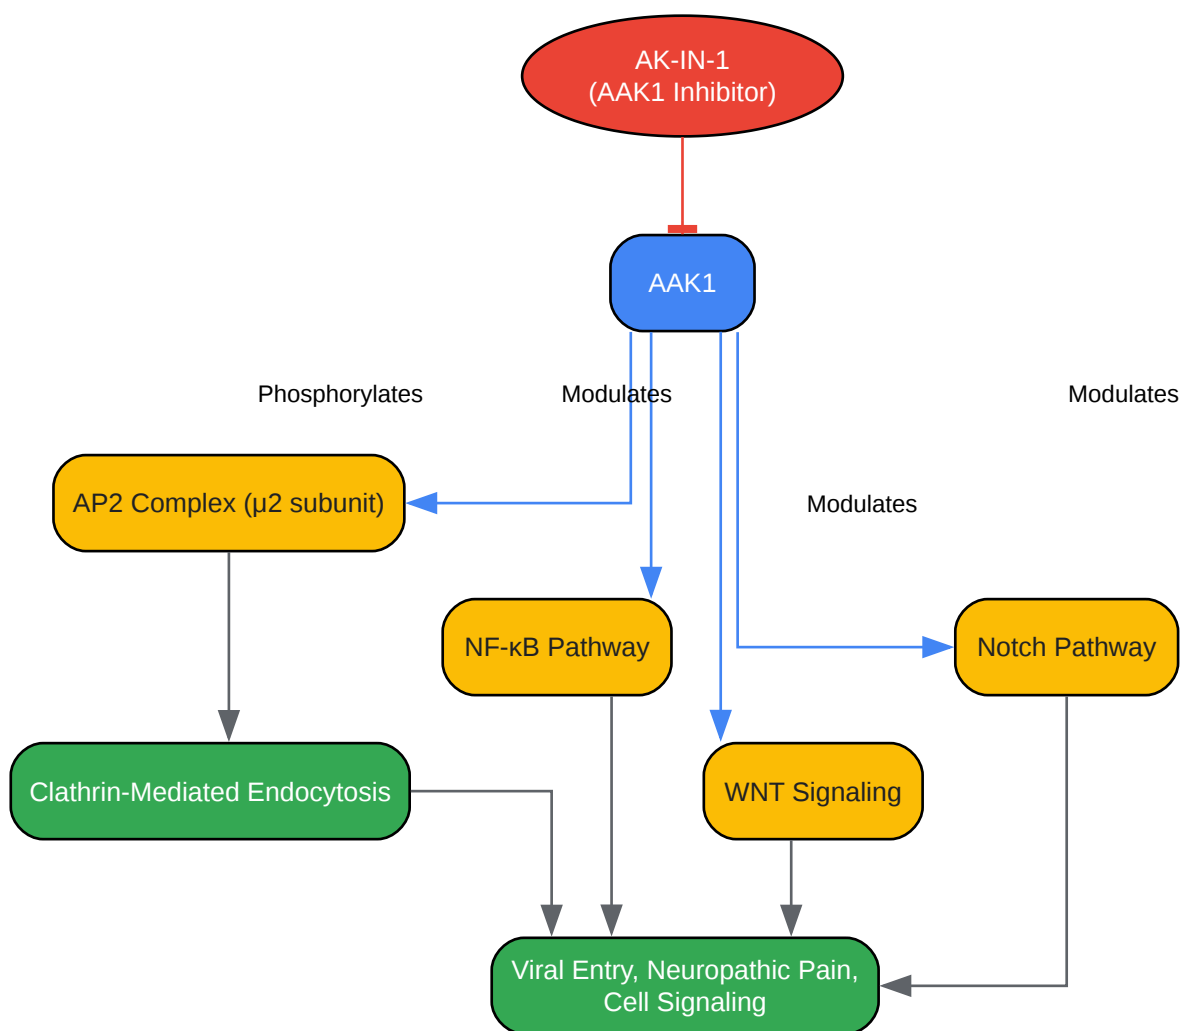 AK-IN-1
(AAK1 Inhibitor)
AAK1
Phosphorylates
Modulates
Modulates
AP2 Complex (μ2 subunit)
Modulates
NF-κB Pathway
Notch Pathway
Clathrin-Mediated Endocytosis
WNT Signaling
Viral Entry, Neuropathic Pain,
Cell Signaling